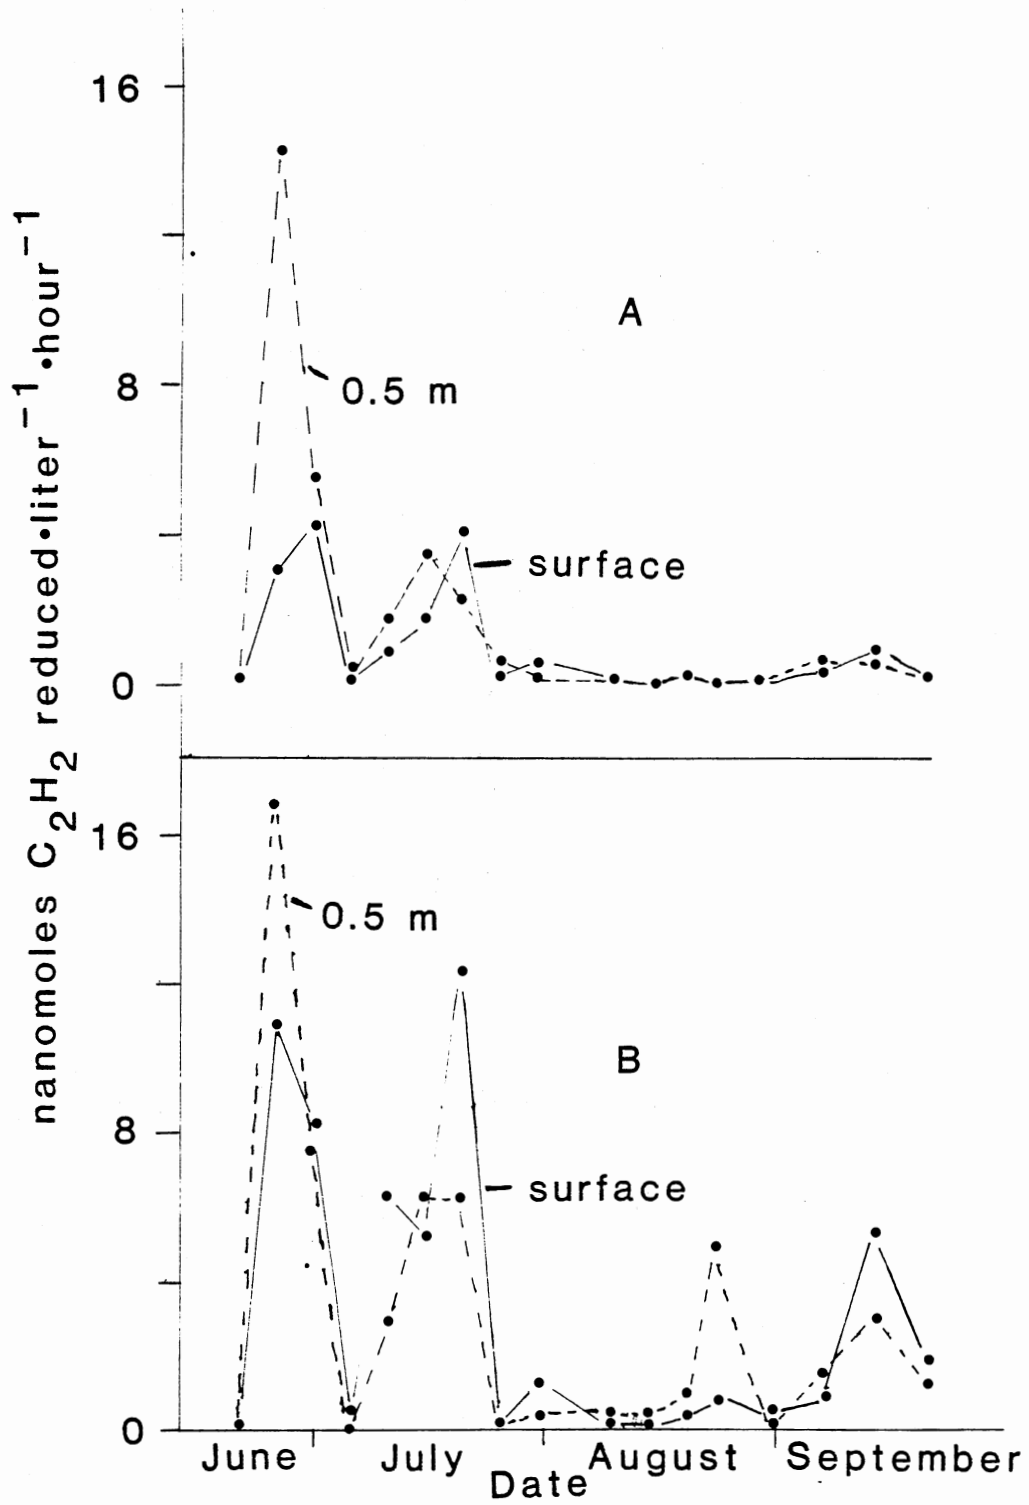 nanomoles C₂H₂ reduced•liter⁻¹•hour⁻¹
16
A
8
0.5 m
surface
0
16
0.5 m
B
8
surface
0
June July August September
Date